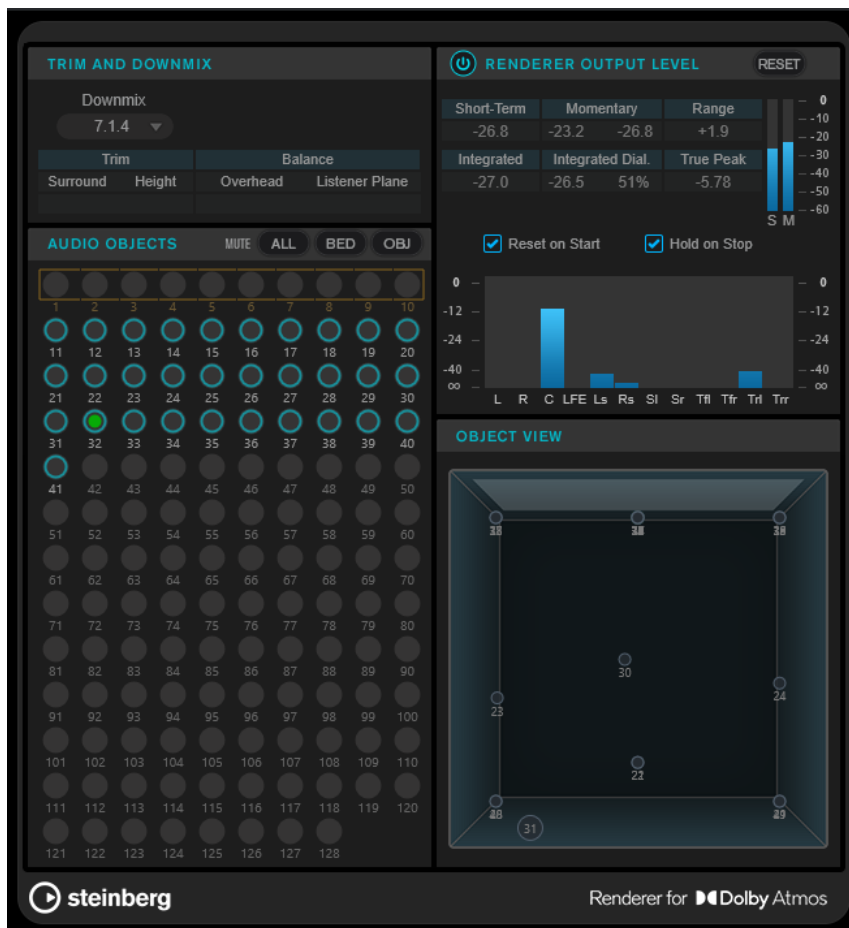 TRIM AND DOWNMIX
Downmix
7.1.4
Trim Balance
Surround Height Overhead Listener Plane
RENDERER OUTPUT LEVEL RESET
Short-Term Momentary Range
-26.8 -23.2 -26.8 +1.9
Integrated Integrated Dial. True Peak
-27.0 -26.5 51% -5.78
0
-10
-20
-30
-40
-50
-60
S M
Reset on Start Hold on Stop
0 0
-12 -12
-24 -24
-40 -40
∞ ∞
L R C LFE Ls Rs Sl Sr Tfl Tfr Trl Trr
AUDIO OBJECTS MUTE ALL BED OBJ
1 2 3 4 5 6 7 8 9 10
11 12 13 14 15 16 17 18 19 20
21 22 23 24 25 26 27 28 29 30
31 32 33 34 35 36 37 38 39 40
41 42 43 44 45 46 47 48 49 50
51 52 53 54 55 56 57 58 59 60
61 62 63 64 65 66 67 68 69 70
71 72 73 74 75 76 77 78 79 80
81 82 83 84 85 86 87 88 89 90
91 92 93 94 95 96 97 98 99 100
101 102 103 104 105 106 107 108 109 110
111 112 113 114 115 116 117 118 119 120
121 122 123 124 125 126 127 128
OBJECT VIEW
30
24
23
31
steinberg
Renderer for Dolby Atmos